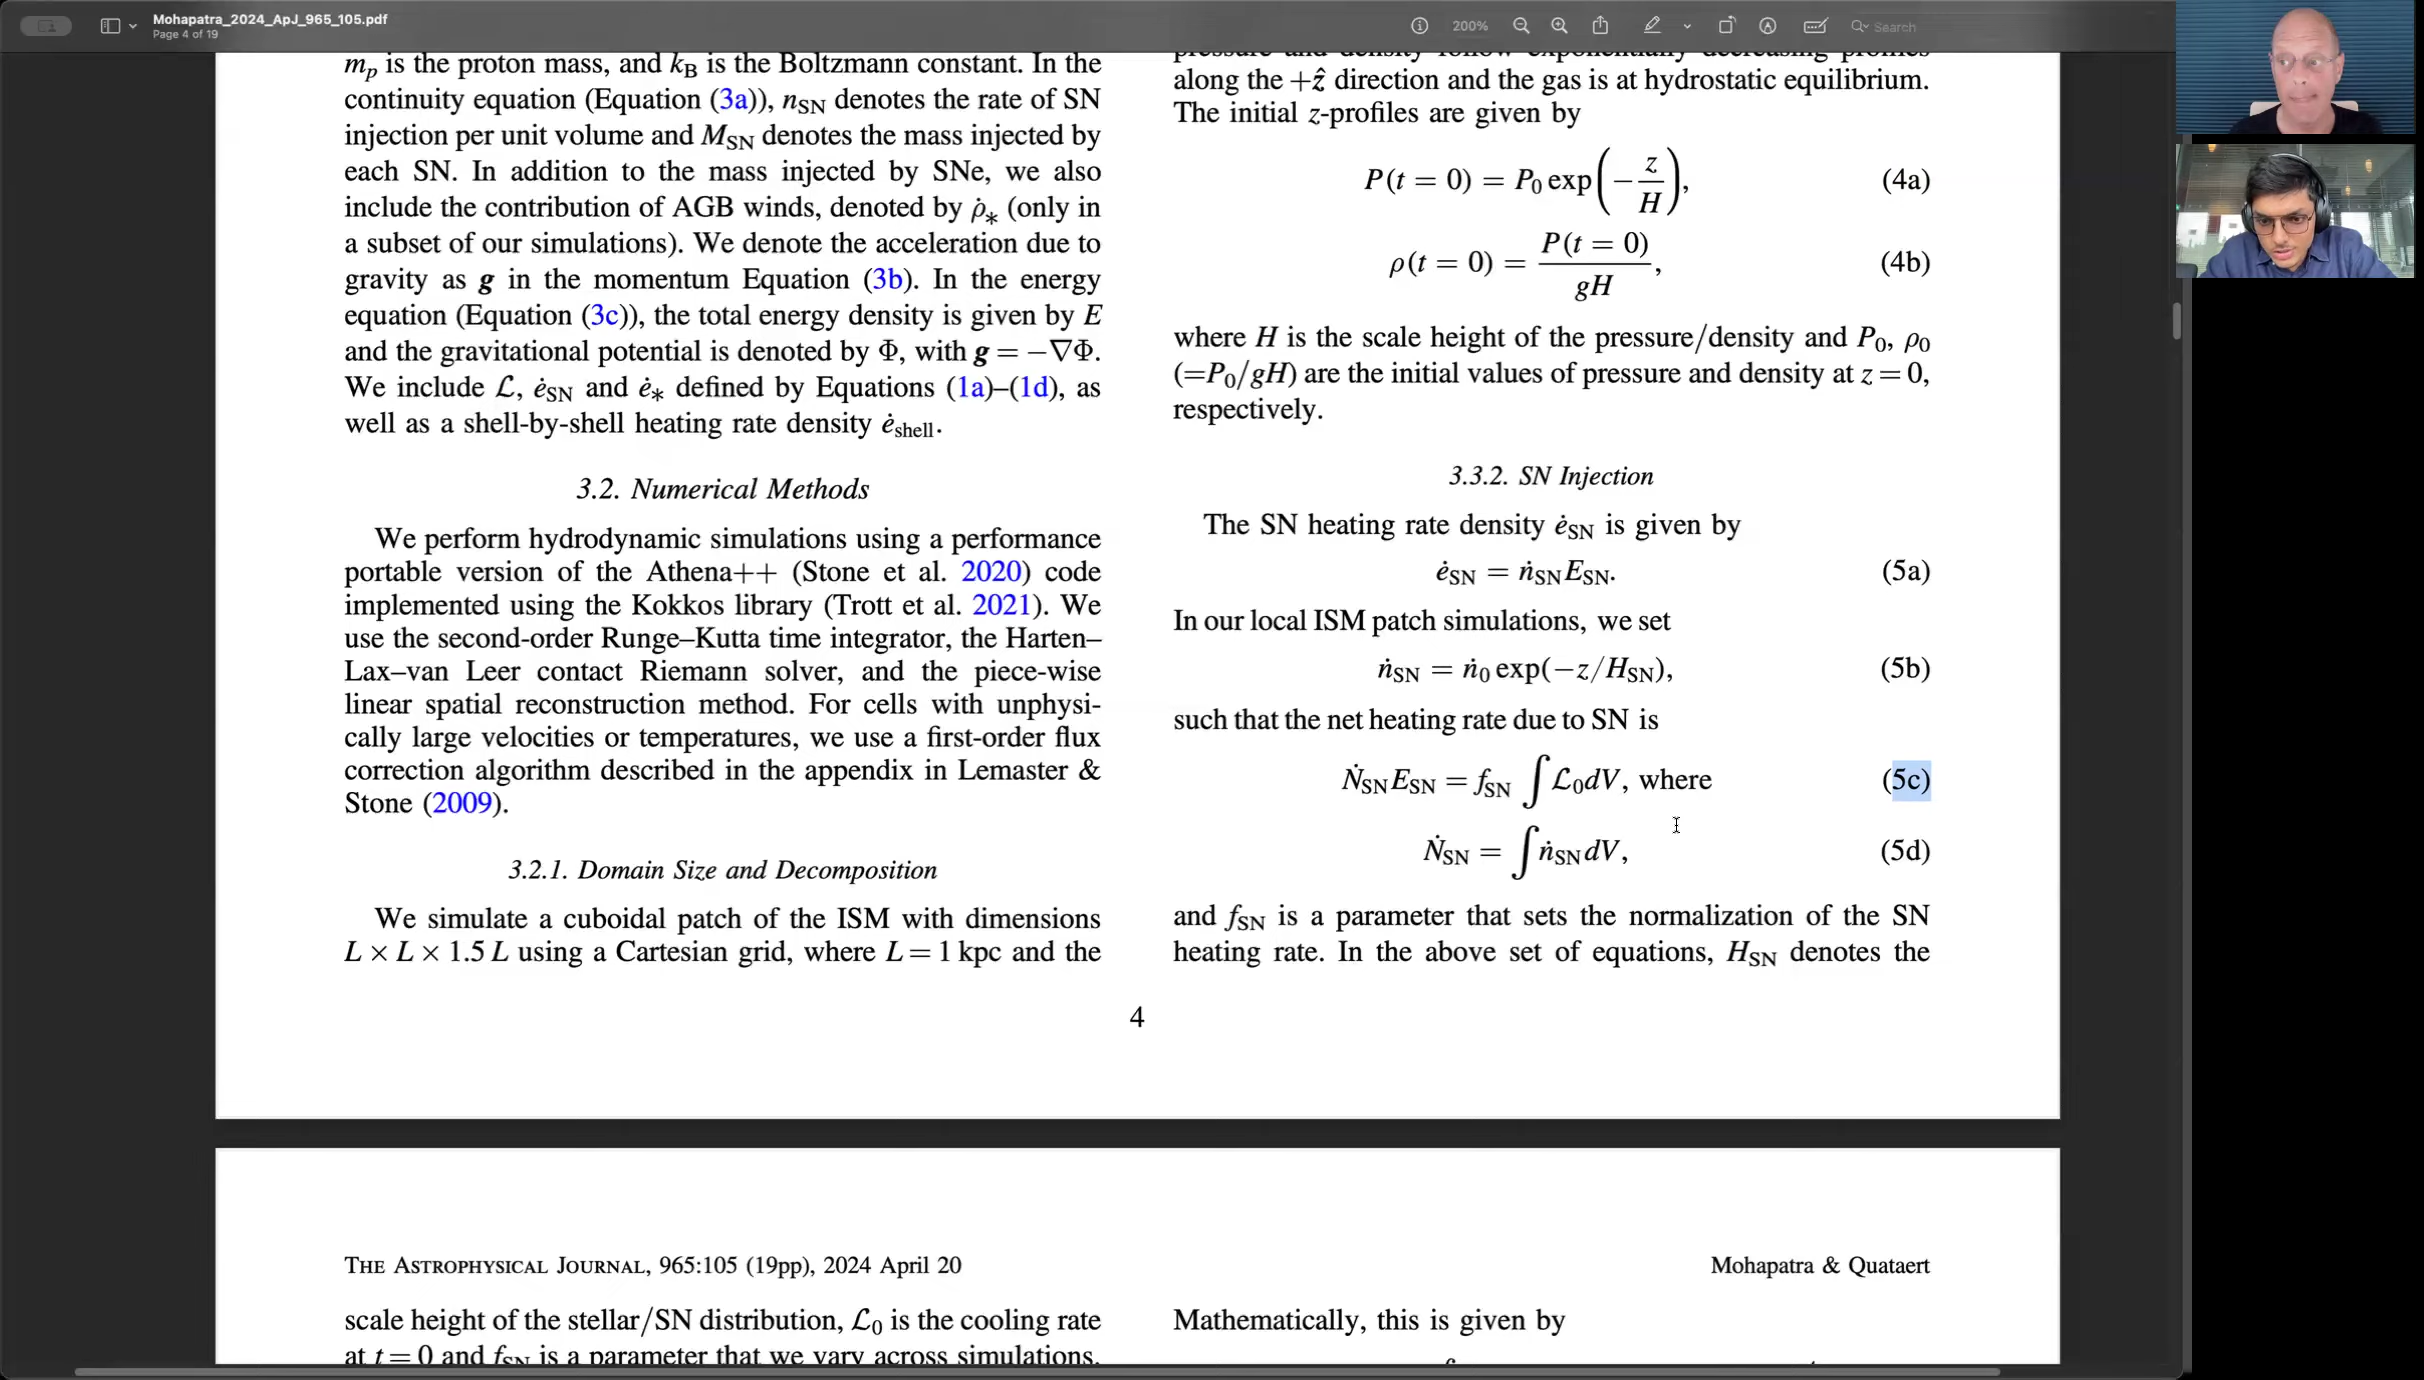 Mohapatra_2024_ApJ_965_105.pdf
Page 4 of 19
200%
Search
m_p is the proton mass, and k_B is the Boltzmann constant. In the
continuity equation (Equation (3a)), n_SN denotes the rate of SN
injection per unit volume and M_SN denotes the mass injected by
each SN. In addition to the mass injected by SNe, we also
include the contribution of AGB winds, denoted by ρ̇_* (only in
a subset of our simulations). We denote the acceleration due to
gravity as g in the momentum Equation (3b). In the energy
equation (Equation (3c)), the total energy density is given by E
and the gravitational potential is denoted by Φ, with g = −∇Φ.
We include ℒ, ė_SN and ė_* defined by Equations (1a)–(1d), as
well as a shell-by-shell heating rate density ė_shell.
3.2. Numerical Methods
We perform hydrodynamic simulations using a performance
portable version of the Athena++ (Stone et al. 2020) code
implemented using the Kokkos library (Trott et al. 2021). We
use the second-order Runge–Kutta time integrator, the Harten–
Lax–van Leer contact Riemann solver, and the piece-wise
linear spatial reconstruction method. For cells with unphysi-
cally large velocities or temperatures, we use a first-order flux
correction algorithm described in the appendix in Lemaster &
Stone (2009).
3.2.1. Domain Size and Decomposition
We simulate a cuboidal patch of the ISM with dimensions
L × L × 1.5 L using a Cartesian grid, where L = 1 kpc and the
pressure and density follow exponentially decreasing profiles
along the +ẑ direction and the gas is at hydrostatic equilibrium.
The initial z-profiles are given by
P(t = 0) = P_0 exp(−z/H), (4a)
ρ(t = 0) = P(t = 0)/gH, (4b)
where H is the scale height of the pressure/density and P_0, ρ_0
(=P_0/gH) are the initial values of pressure and density at z = 0,
respectively.
3.3.2. SN Injection
The SN heating rate density ė_SN is given by
ė_SN = ṅ_SN E_SN. (5a)
In our local ISM patch simulations, we set
ṅ_SN = ṅ_0 exp(−z/H_SN), (5b)
such that the net heating rate due to SN is
Ṅ_SN E_SN = f_SN ∫ ℒ_0 dV, where (5c)
Ṅ_SN = ∫ ṅ_SN dV, (5d)
and f_SN is a parameter that sets the normalization of the SN
heating rate. In the above set of equations, H_SN denotes the
4
THE ASTROPHYSICAL JOURNAL, 965:105 (19pp), 2024 April 20
Mohapatra & Quataert
scale height of the stellar/SN distribution, ℒ_0 is the cooling rate
at t = 0 and f_SN is a parameter that we vary across simulations.
Mathematically, this is given by